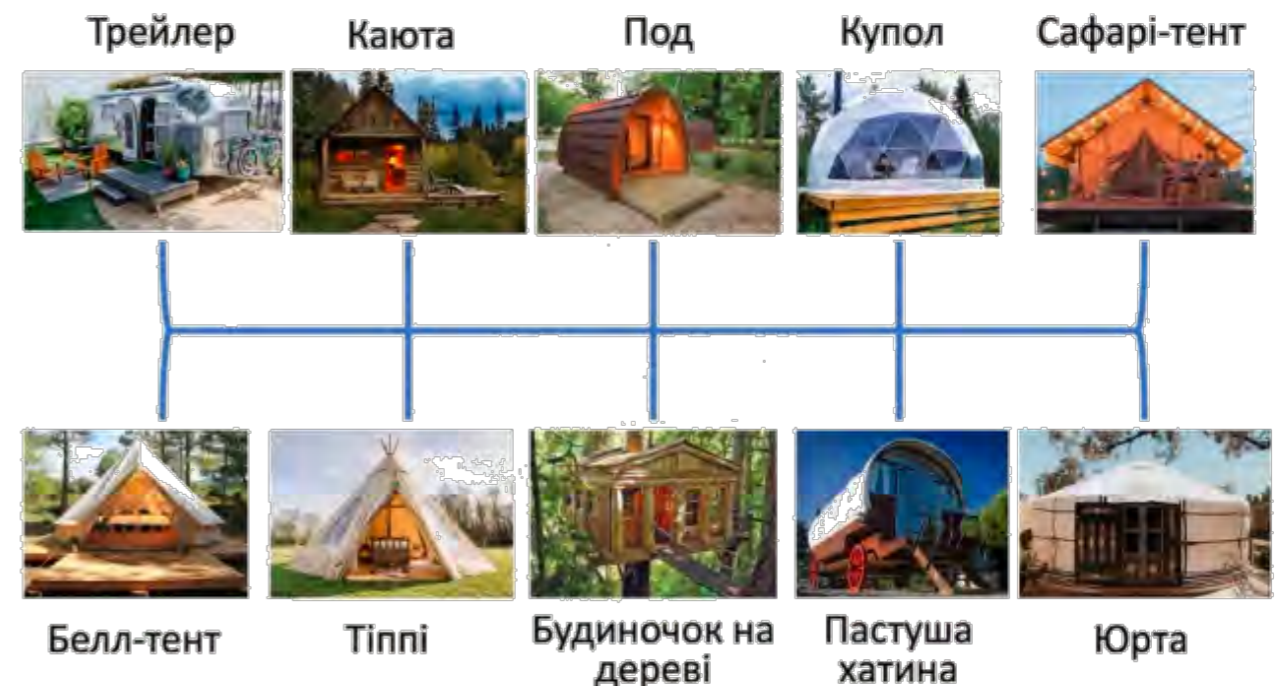 Трейлер
Каюта
Под
Купол
Сафарі-тент
Белл-тент
Тіппі
Будиночок на
дереві
Пастуша
хатина
Юрта